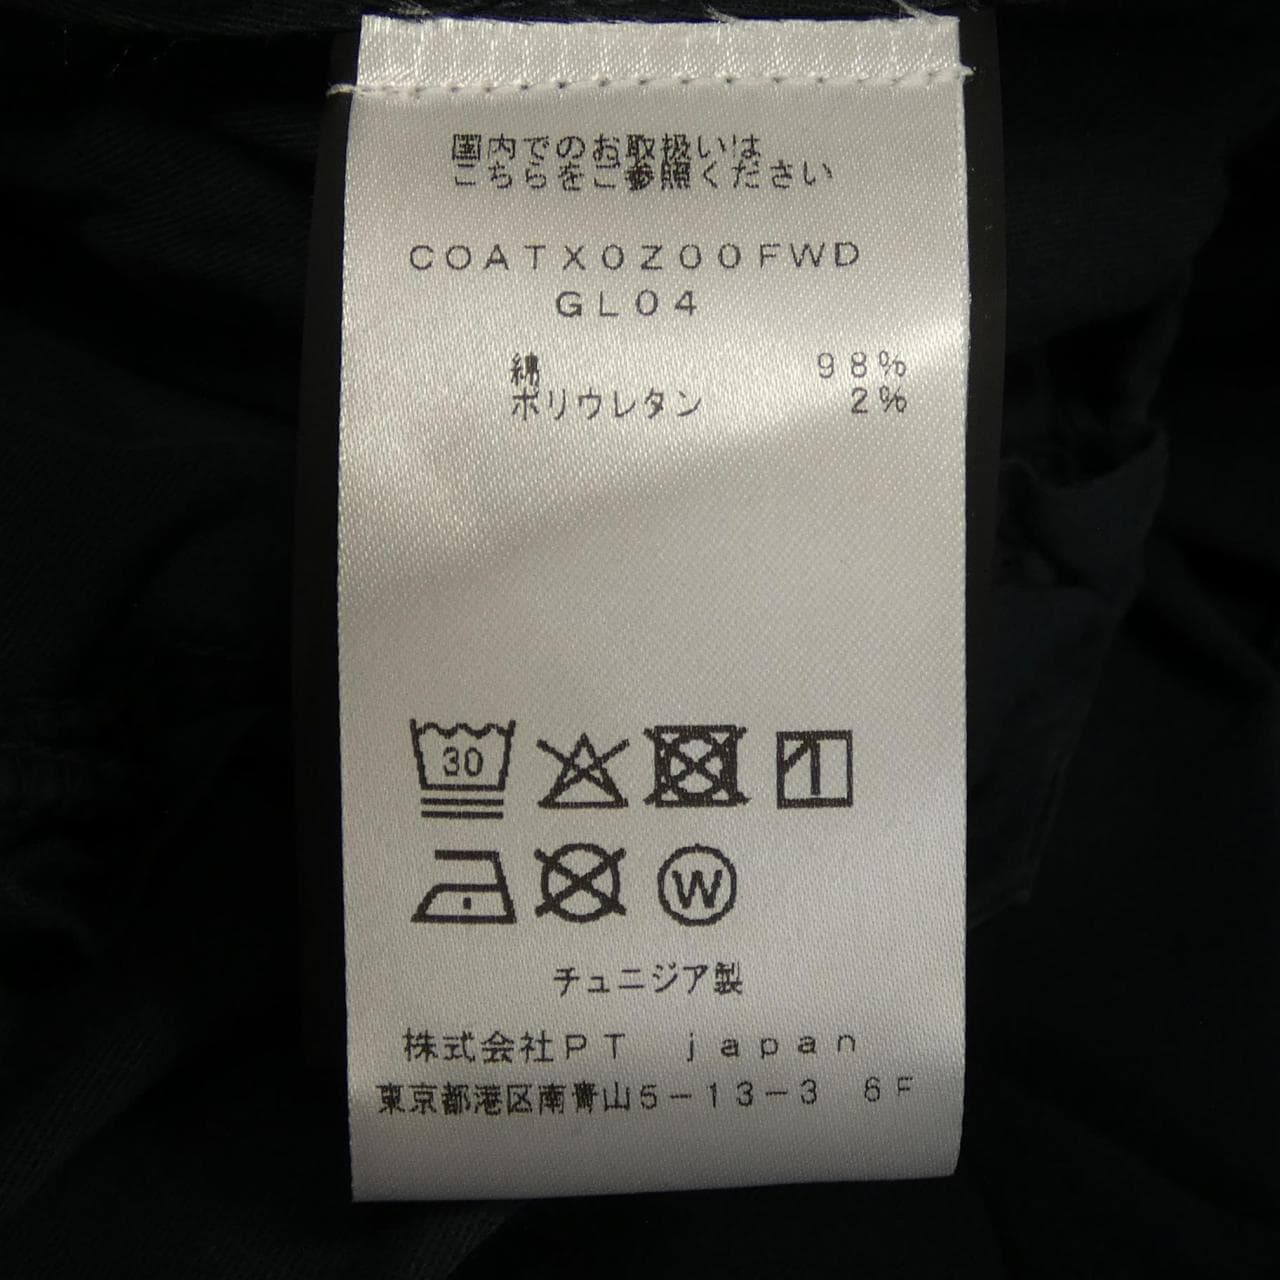 国内でのお取扱いは
こちらをご参照ください
COATX0Z00FWD
GL04
綿 98%
ポリウレタン 2%
30
W
チュニジア製
株式会社PT japan
東京都港区南青山5-13-3 6F